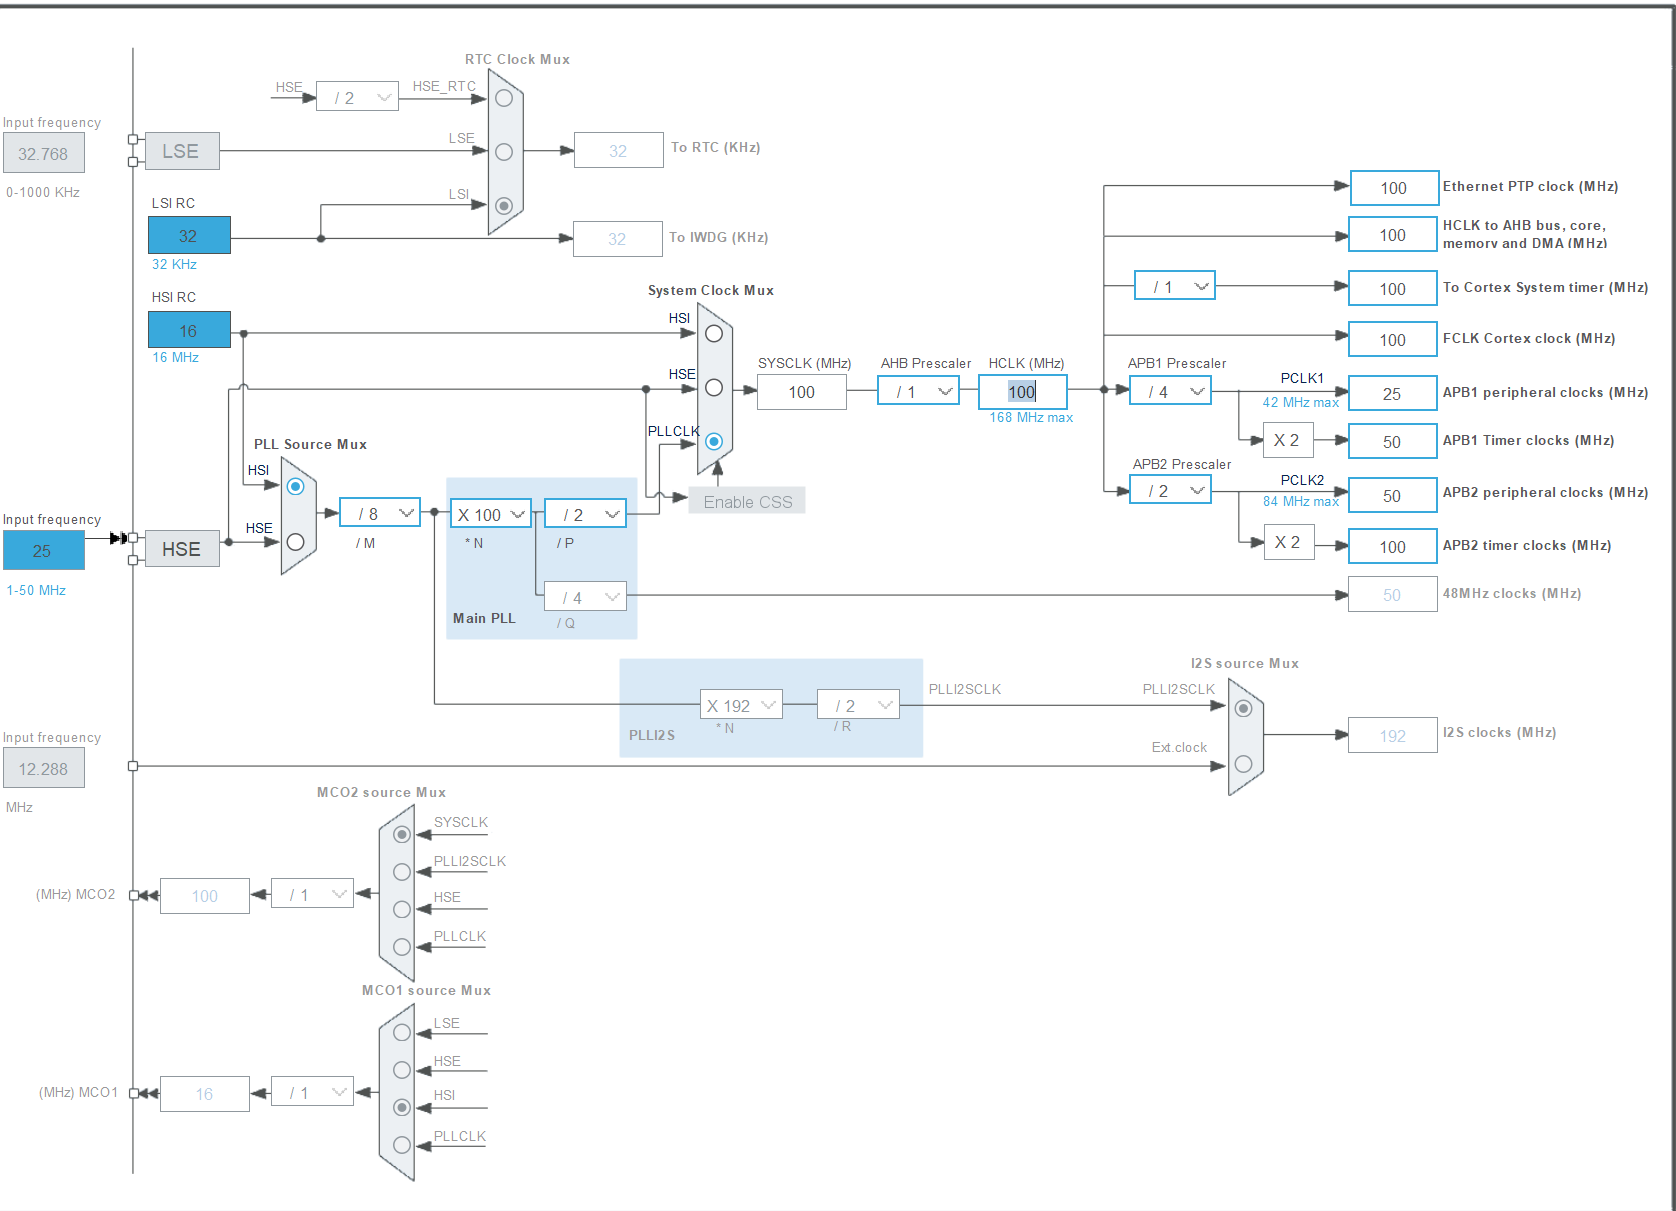 RTC Clock Mux
HSE
/ 2
HSE_RTC
Input frequency
32.768
0-1000 KHz
LSE
LSE
32
To RTC (KHz)
LSI
LSI RC
32
32 KHz
32
To IWDG (KHz)
100
Ethernet PTP clock (MHz)
100
HCLK to AHB bus, core,
memory and DMA (MHz)
/ 1
100
To Cortex System timer (MHz)
100
FCLK Cortex clock (MHz)
HSI RC
16
16 MHz
System Clock Mux
HSI
HSE
PLLCLK
SYSCLK (MHz)
100
AHB Prescaler
/ 1
HCLK (MHz)
100
168 MHz max
APB1 Prescaler
/ 4
PCLK1
42 MHz max
25
APB1 peripheral clocks (MHz)
X 2
50
APB1 Timer clocks (MHz)
APB2 Prescaler
/ 2
PCLK2
84 MHz max
50
APB2 peripheral clocks (MHz)
X 2
100
APB2 timer clocks (MHz)
Enable CSS
PLL Source Mux
HSI
HSE
Input frequency
25
1-50 MHz
HSE
/ 8
/ M
X 100
* N
/ 2
/ P
/ 4
/ Q
Main PLL
50
48MHz clocks (MHz)
X 192
* N
/ 2
/ R
PLLI2S
PLLI2SCLK
I2S source Mux
PLLI2SCLK
Ext.clock
192
I2S clocks (MHz)
Input frequency
12.288
MHz
MCO2 source Mux
SYSCLK
PLLI2SCLK
HSE
PLLCLK
(MHz) MCO2
100
/ 1
MCO1 source Mux
LSE
HSE
HSI
PLLCLK
(MHz) MCO1
16
/ 1